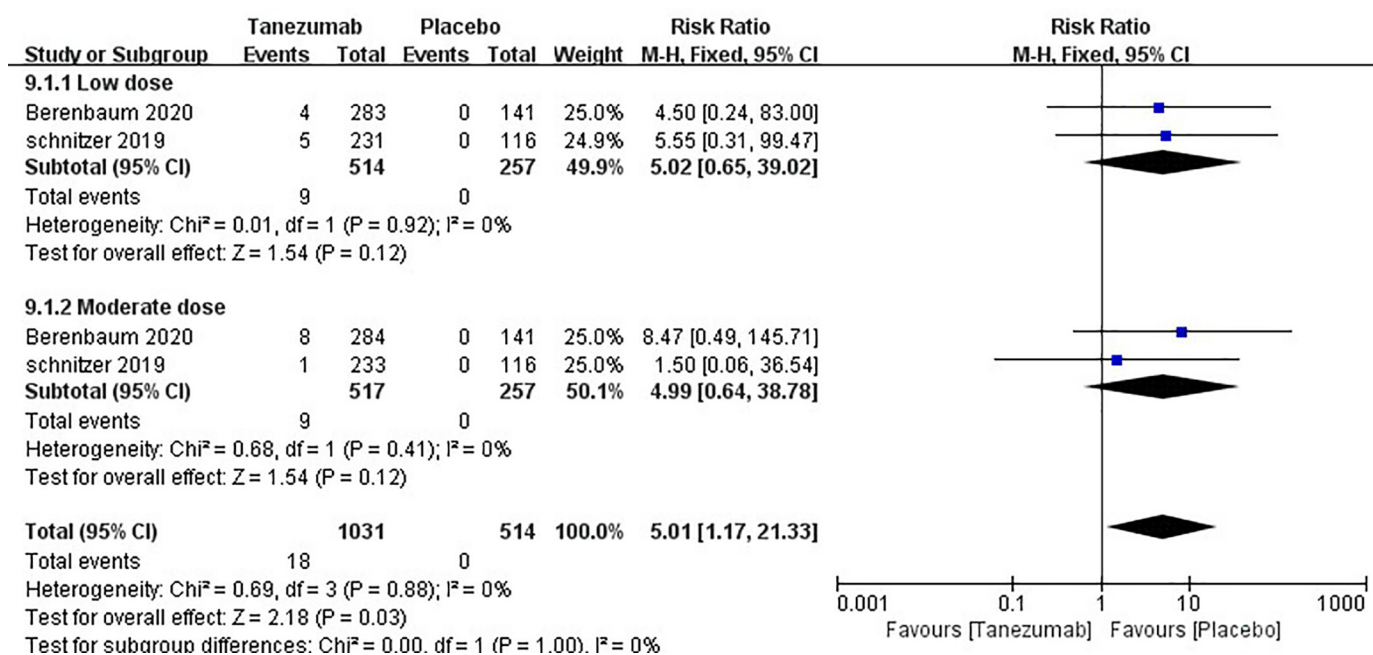 Tanezumab Placebo Risk Ratio Risk Ratio
Study or Subgroup Events Total Events Total Weight M-H, Fixed, 95% CI M-H, Fixed, 95% CI
9.1.1 Low dose
Berenbaum 2020 4 283 0 141 25.0% 4.50 [0.24, 83.00]
schnitzer 2019 5 231 0 116 24.9% 5.55 [0.31, 99.47]
Subtotal (95% CI) 514 257 49.9% 5.02 [0.65, 39.02]
Total events 9 0
Heterogeneity: Chi² = 0.01, df = 1 (P = 0.92); I² = 0%
Test for overall effect: Z = 1.54 (P = 0.12)
9.1.2 Moderate dose
Berenbaum 2020 8 284 0 141 25.0% 8.47 [0.49, 145.71]
schnitzer 2019 1 233 0 116 25.0% 1.50 [0.06, 36.54]
Subtotal (95% CI) 517 257 50.1% 4.99 [0.64, 38.78]
Total events 9 0
Heterogeneity: Chi² = 0.68, df = 1 (P = 0.41); I² = 0%
Test for overall effect: Z = 1.54 (P = 0.12)
Total (95% CI) 1031 514 100.0% 5.01 [1.17, 21.33]
Total events 18 0
Heterogeneity: Chi² = 0.69, df = 3 (P = 0.88); I² = 0%
Test for overall effect: Z = 2.18 (P = 0.03)
Test for subgroup differences: Chi² = 0.00, df = 1 (P = 1.00), I² = 0%
0.001 0.1 1 10 1000
Favours [Tanezumab] Favours [Placebo]